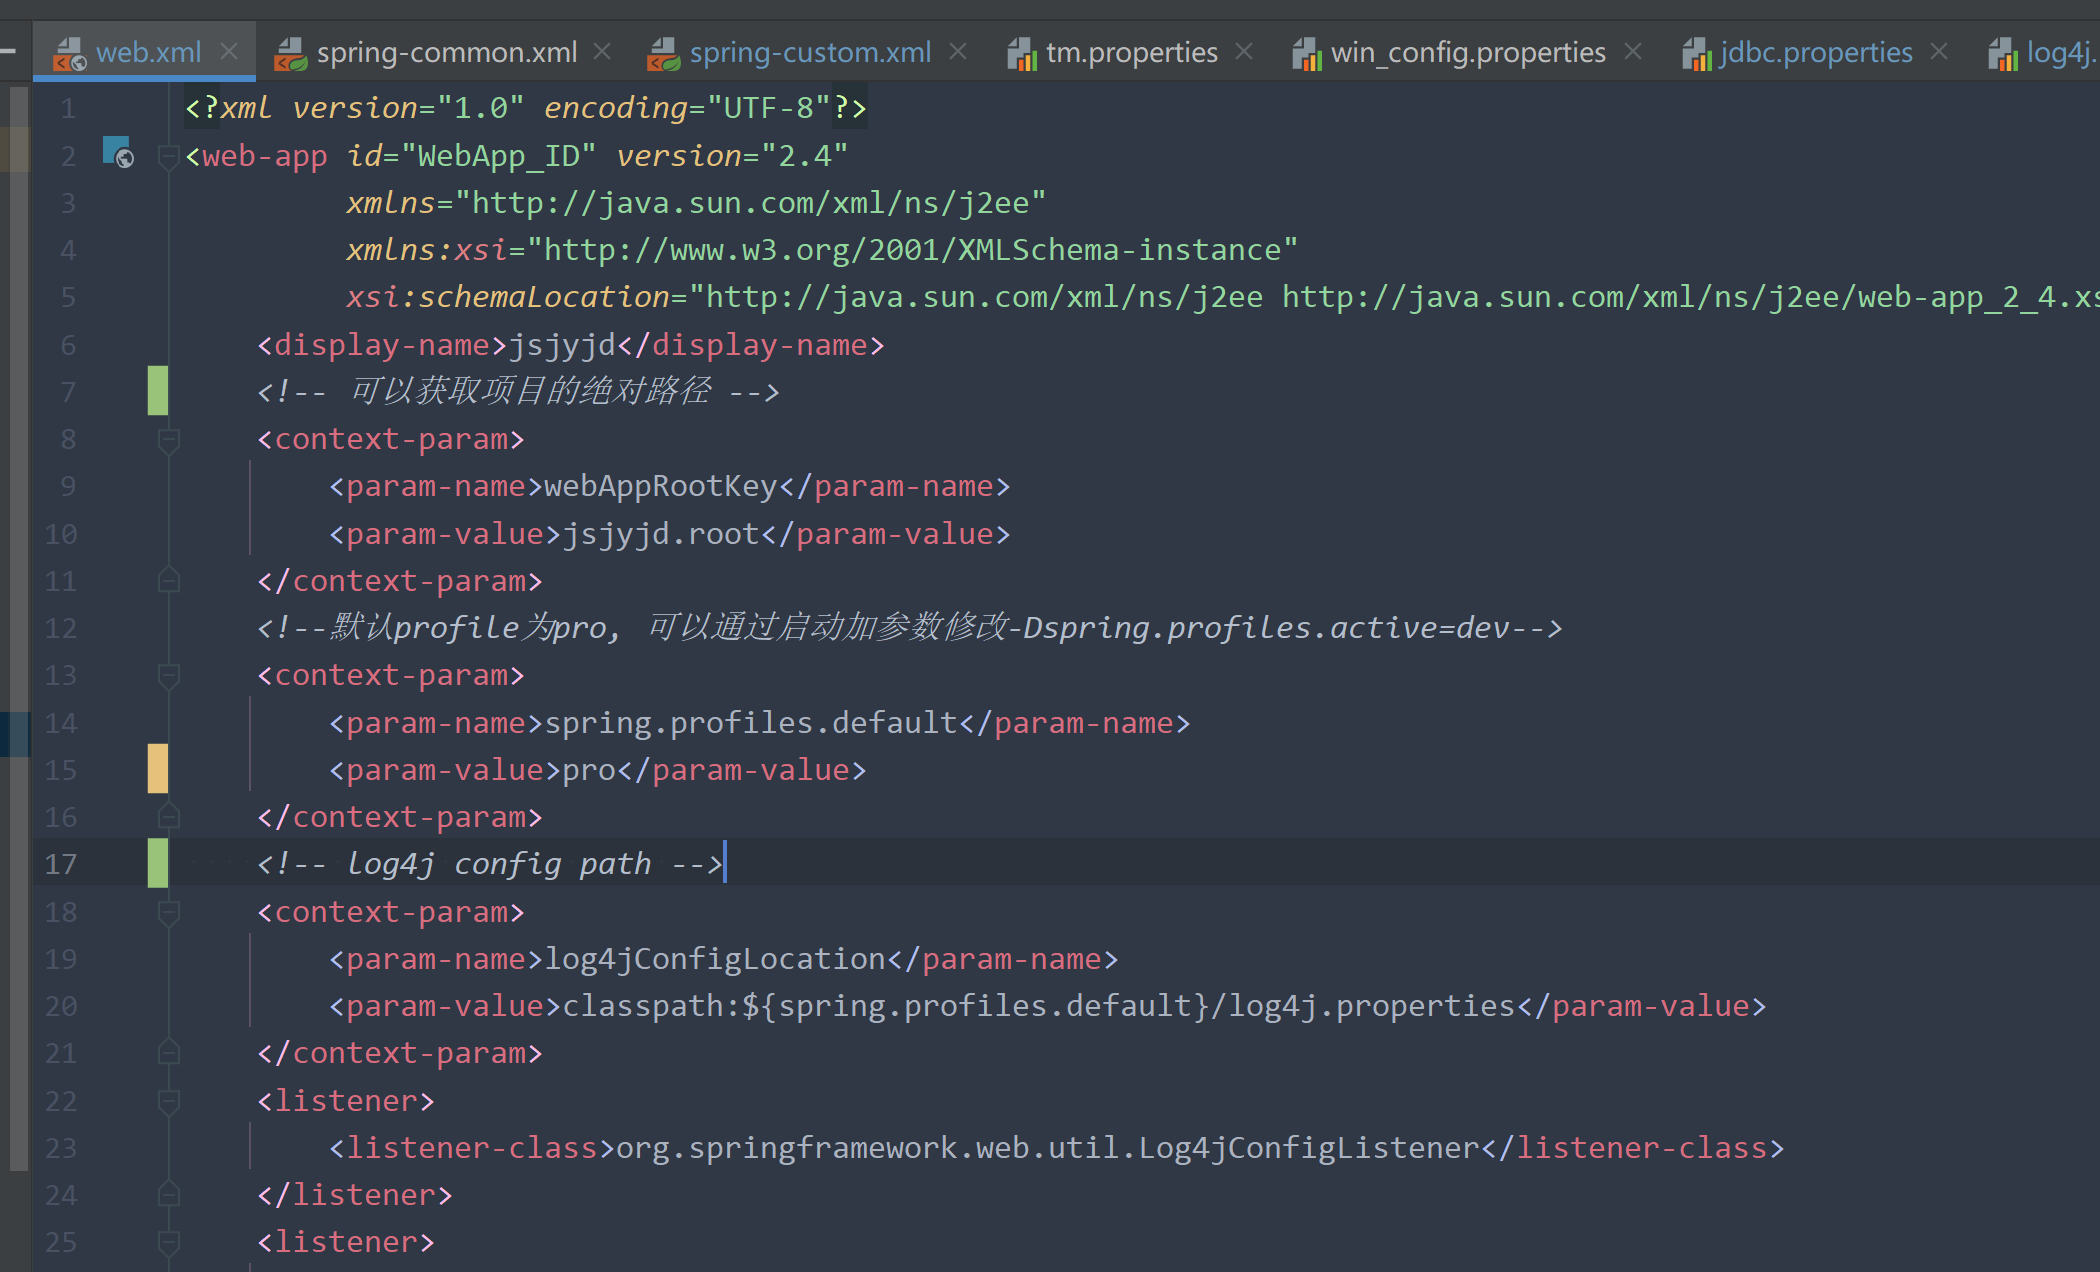 web.xml spring-common.xml spring-custom.xml tm.properties win_config.properties jdbc.properties log4j.
1 <?xml version="1.0" encoding="UTF-8"?>
2 <web-app id="WebApp_ID" version="2.4"
3 xmlns="http://java.sun.com/xml/ns/j2ee"
4 xmlns:xsi="http://www.w3.org/2001/XMLSchema-instance"
5 xsi:schemaLocation="http://java.sun.com/xml/ns/j2ee http://java.sun.com/xml/ns/j2ee/web-app_2_4.xs
6 <display-name>jsjyjd</display-name>
7 <!-- 可以获取项目的绝对路径 -->
8 <context-param>
9 <param-name>webAppRootKey</param-name>
10 <param-value>jsjyjd.root</param-value>
11 </context-param>
12 <!--默认profile为pro, 可以通过启动加参数修改-Dspring.profiles.active=dev-->
13 <context-param>
14 <param-name>spring.profiles.default</param-name>
15 <param-value>pro</param-value>
16 </context-param>
17 <!-- log4j config path -->
18 <context-param>
19 <param-name>log4jConfigLocation</param-name>
20 <param-value>classpath:${spring.profiles.default}/log4j.properties</param-value>
21 </context-param>
22 <listener>
23 <listener-class>org.springframework.web.util.Log4jConfigListener</listener-class>
24 </listener>
25 <listener>